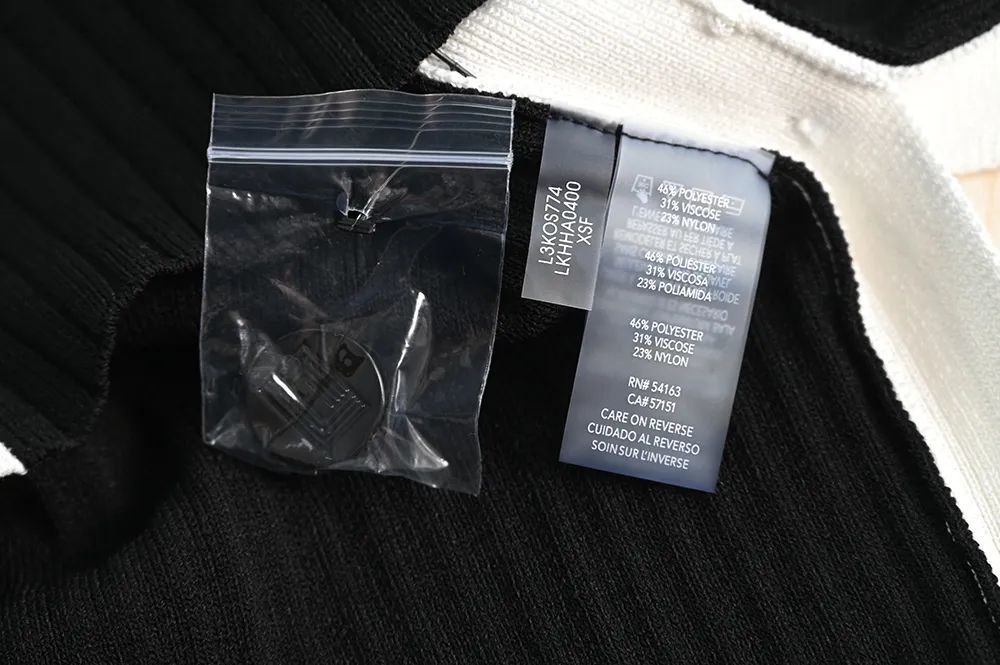 L3KOS774
LKHHA0400
XSF
46% POLYESTER
31% VISCOSE
23% NYLON
46% POLIÉSTER
31% VISCOSA
23% POLIAMIDA
46% POLYESTER
31% VISCOSE
23% NYLON
RN# 54163
CA# 57151
CARE ON REVERSE
CUIDADO AL REVERSO
SOIN SUR L'INVERSE